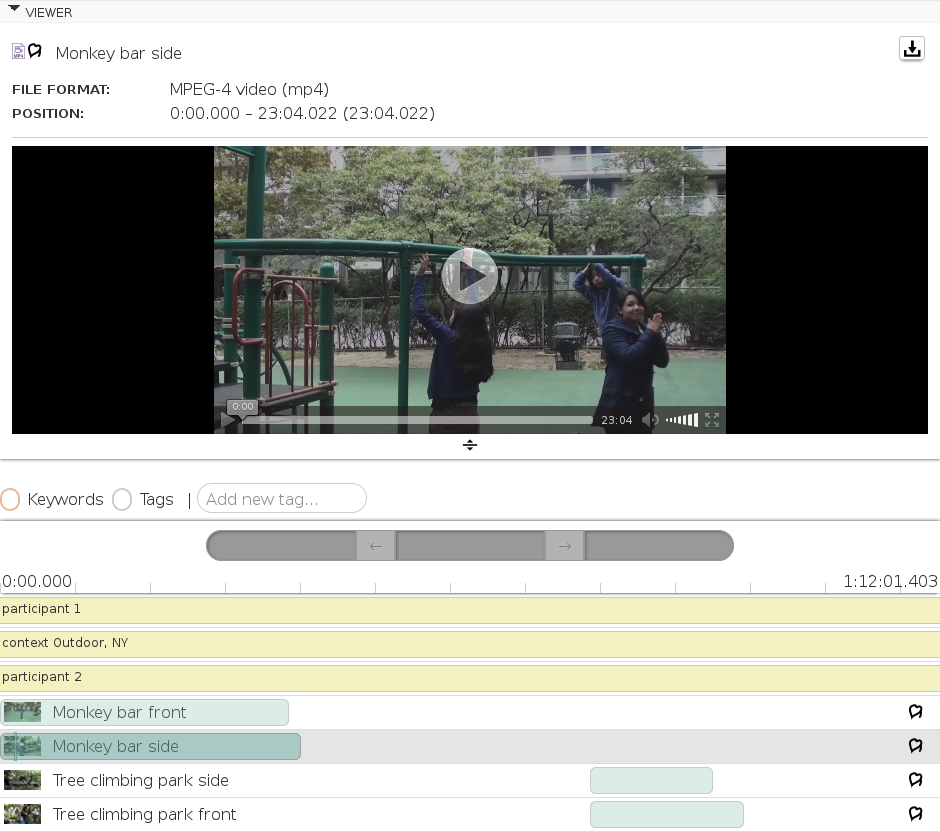 VIEWER
Monkey bar side
FILE FORMAT: MPEG-4 video (mp4)
POSITION: 0:00.000 – 23:04.022 (23:04.022)
0:00
23:04
Keywords Tags | Add new tag...
← →
0:00.000 1:12:01.403
participant 1
context Outdoor, NY
participant 2
Monkey bar front
Monkey bar side
Tree climbing park side
Tree climbing park front